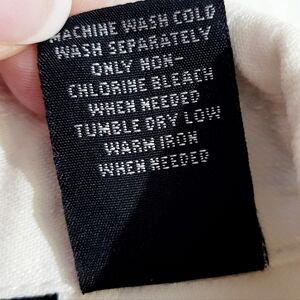 MACHINE WASH COLD
WASH SEPARATELY
ONLY NON-
CHLORINE BLEACH
WHEN NEEDED
TUMBLE DRY LOW
WARM IRON
WHEN NEEDED